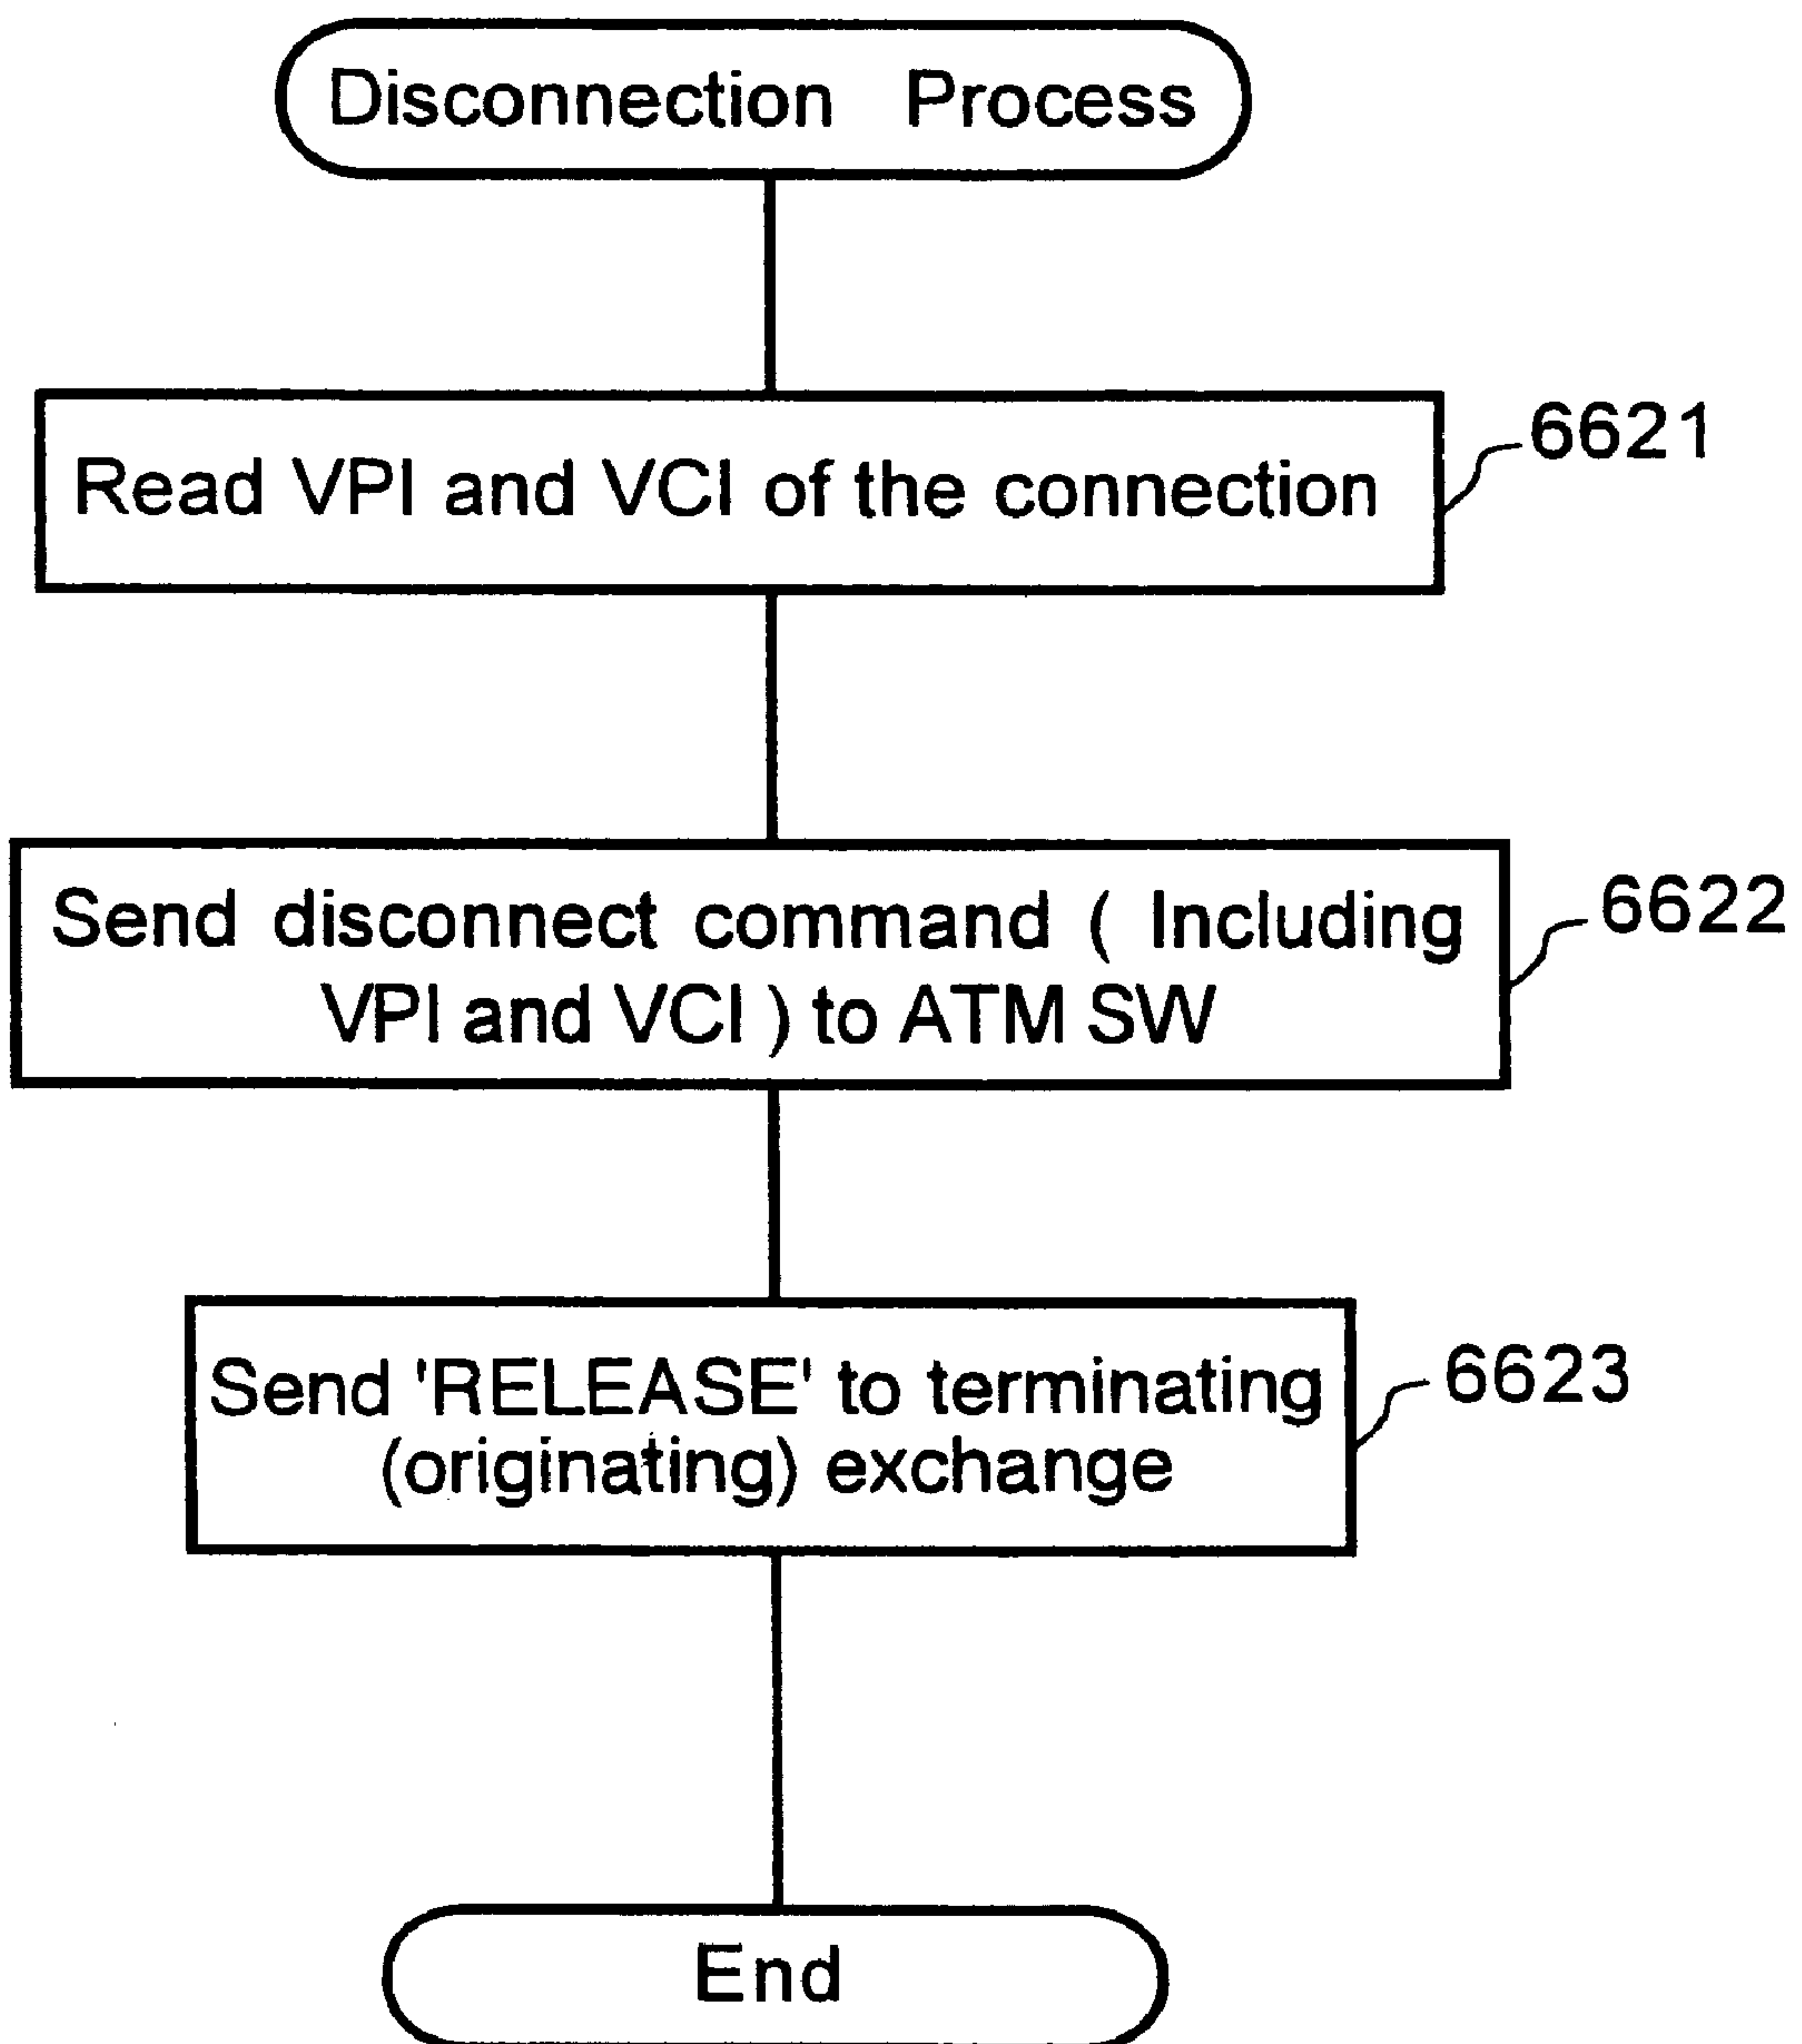 Disconnection Process
Read VPI and VCI of the connection
6621
Send disconnect command ( Including
VPI and VCI ) to ATM SW
6622
Send 'RELEASE' to terminating
(originating) exchange
6623
End